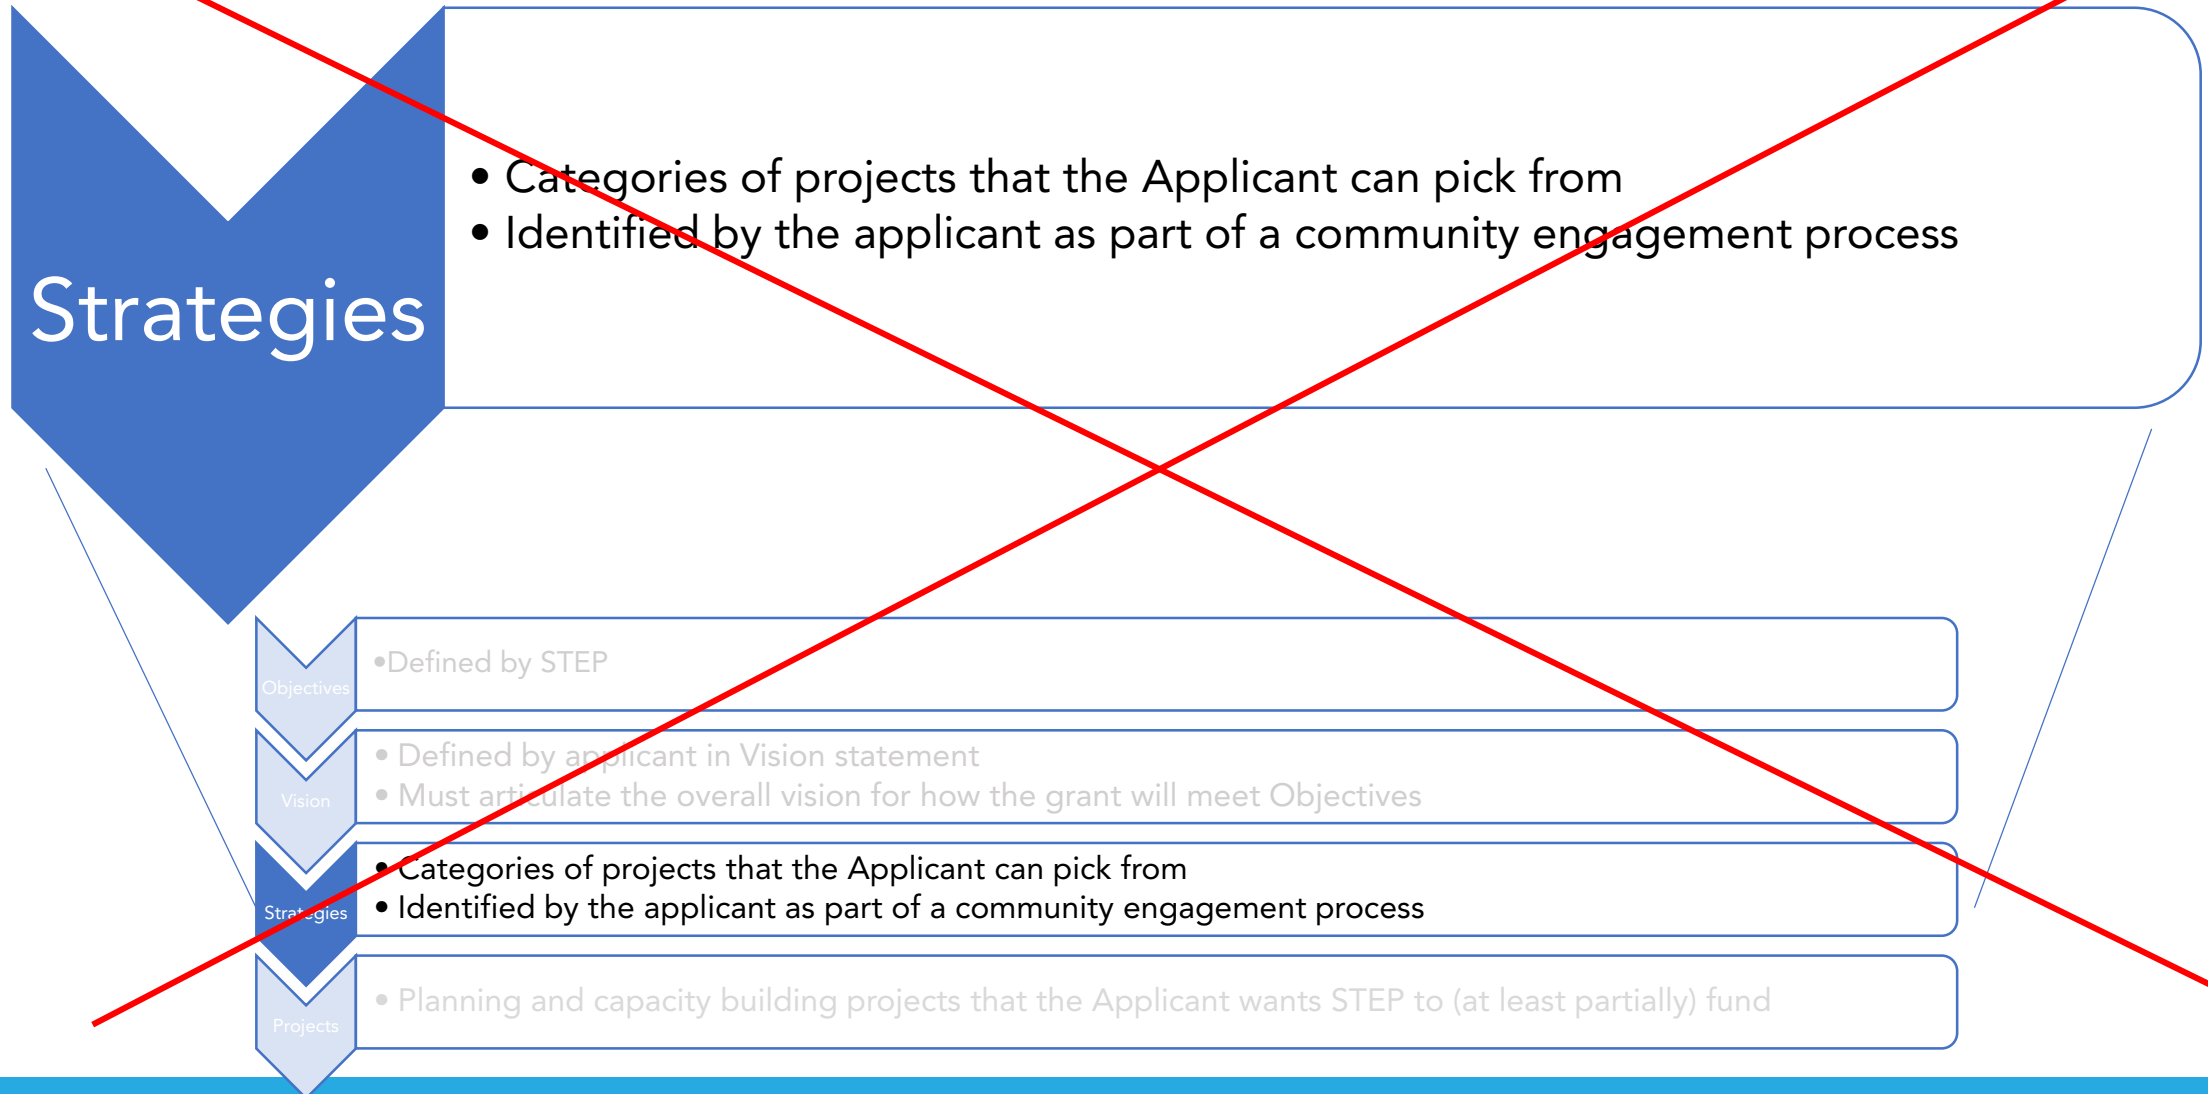 Strategies
• Categories of projects that the Applicant can pick from
• Identified by the applicant as part of a community engagement process
Objectives
•Defined by STEP
Vision
• Defined by applicant in Vision statement
• Must articulate the overall vision for how the grant will meet Objectives
Strategies
• Categories of projects that the Applicant can pick from
• Identified by the applicant as part of a community engagement process
Projects
• Planning and capacity building projects that the Applicant wants STEP to (at least partially) fund